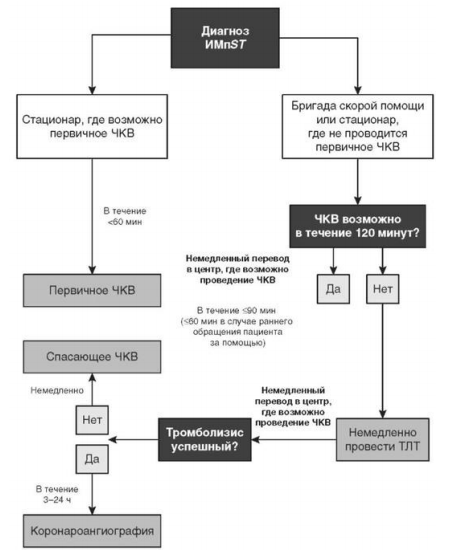 Диагноз
ИМпST
Стационар, где возможно
первичное ЧКВ
Бригада скорой помощи
или стационар,
где не проводится
первичное ЧКВ
В течение
<60 мин
ЧКВ возможно
в течение 120 минут?
Немедленный перевод
в центр, где возможно
проведение ЧКВ
Да
Нет
Первичное ЧКВ
В течение ≤90 мин
(≤60 мин в случае раннего
обращения пациента
за помощью)
Спасающее ЧКВ
Немедленно
Нет
Немедленный
перевод в центр,
где возможно
проведение ЧКВ
Тромболизис
успешный?
Немедленно
провести ТЛТ
Да
В течение
3–24 ч
Коронароангиография